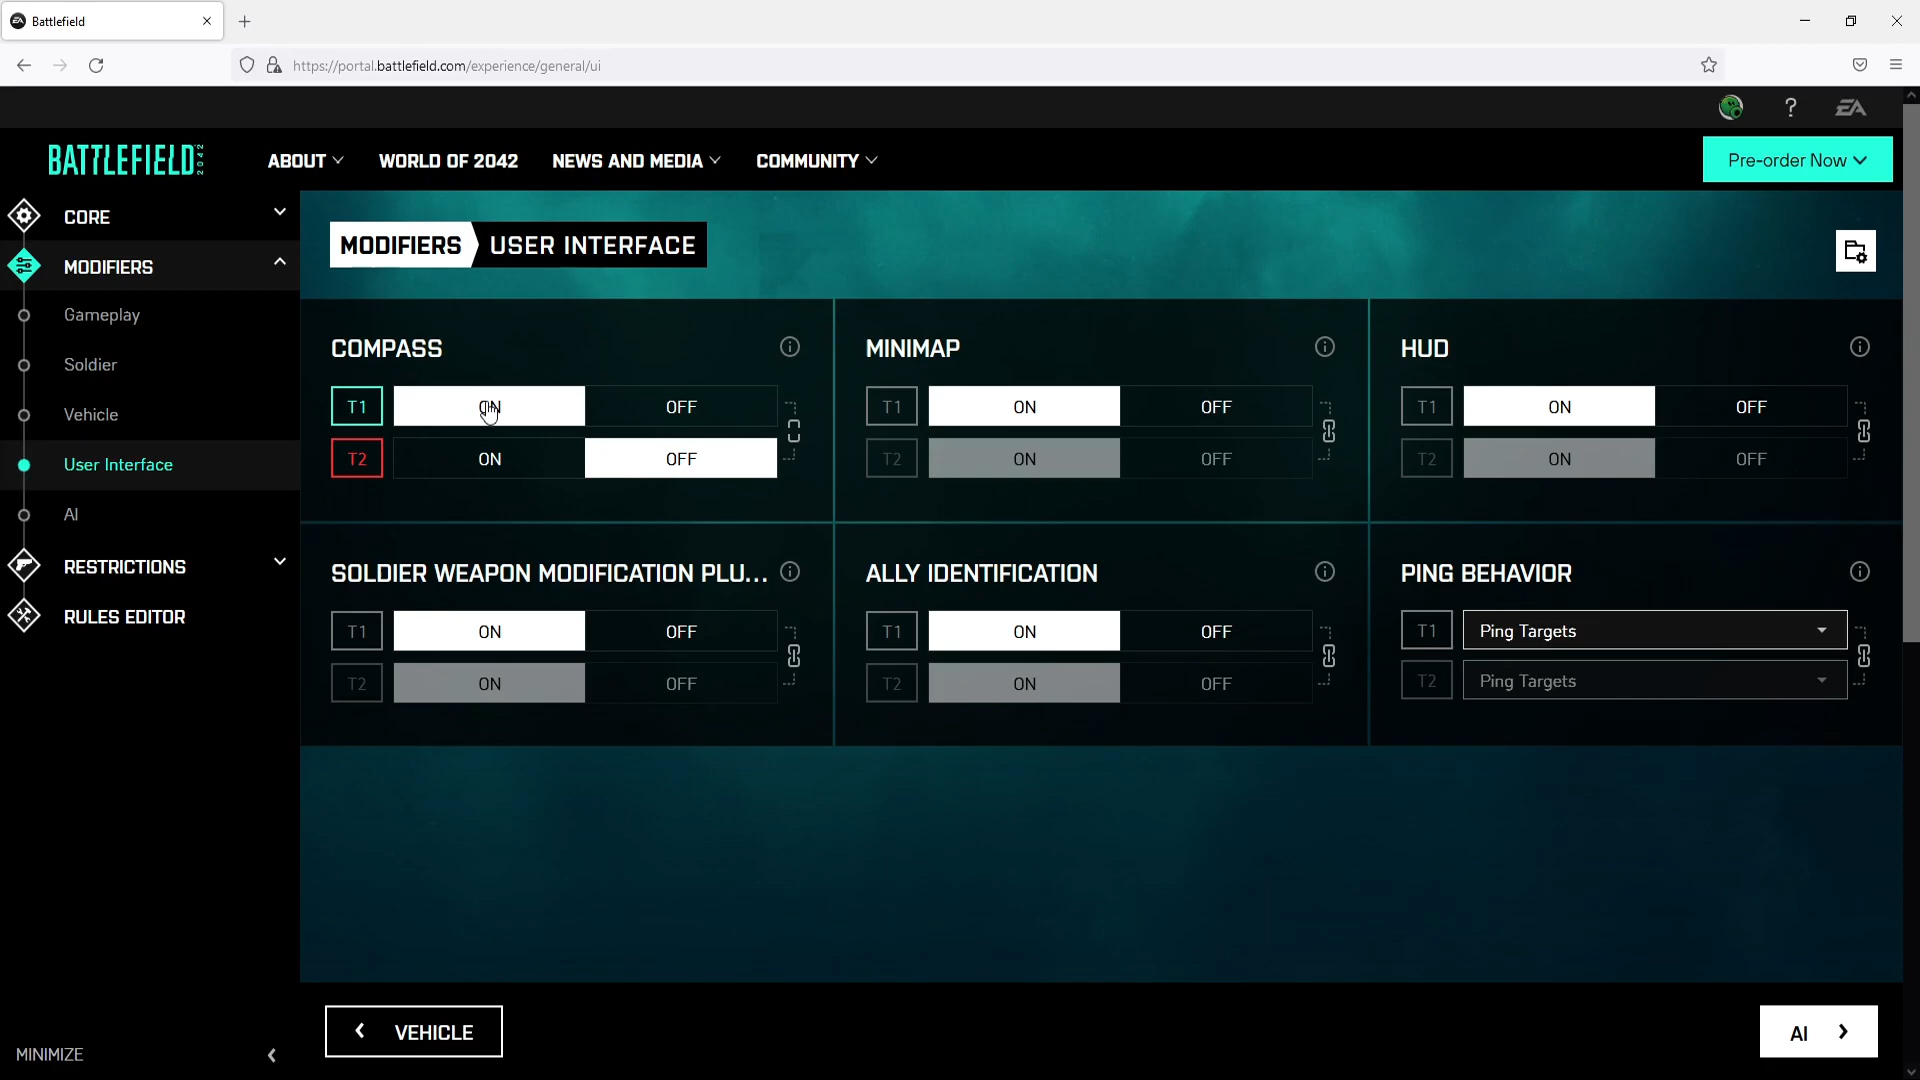 Battlefield
https://portal.battlefield.com/experience/general/ui
? EA
BATTLEFIELD 2042 ABOUT WORLD OF 2042 NEWS AND MEDIA COMMUNITY Pre-order Now
CORE
MODIFIERS
Gameplay
Soldier
Vehicle
User Interface
AI
RESTRICTIONS
RULES EDITOR
MINIMIZE
MODIFIERS USER INTERFACE
COMPASS
T1 ON OFF
T2 ON OFF
MINIMAP
T1 ON OFF
T2 ON OFF
HUD
T1 ON OFF
T2 ON OFF
SOLDIER WEAPON MODIFICATION PLU...
T1 ON OFF
T2 ON OFF
ALLY IDENTIFICATION
T1 ON OFF
T2 ON OFF
PING BEHAVIOR
T1 Ping Targets
T2 Ping Targets
VEHICLE
AI